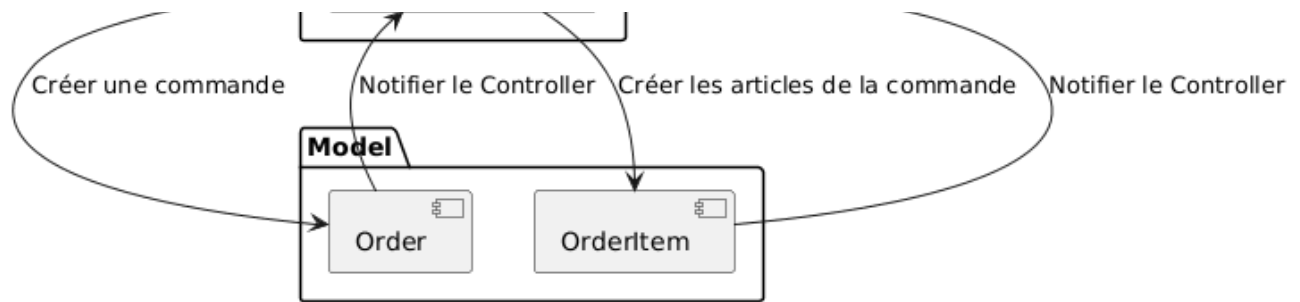 Créer une commande
Notifier le Controller
Créer les articles de la commande
Notifier le Controller
Model
Order
OrderItem